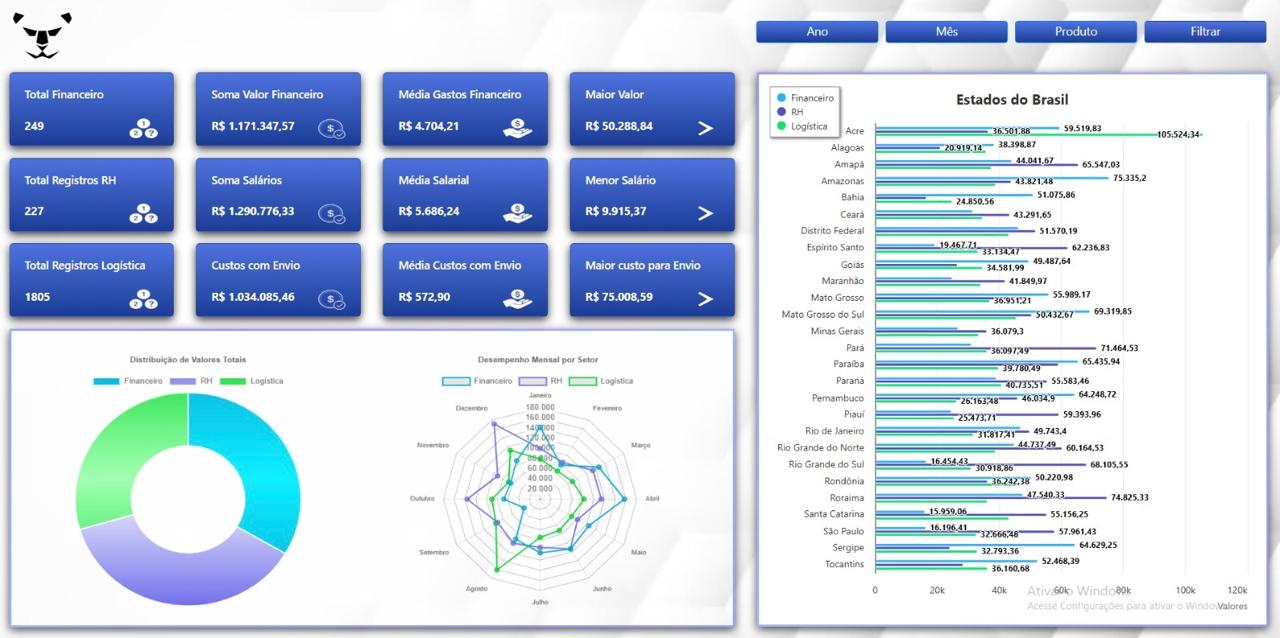 Ano
Mês
Produto
Filtrar
Total Financeiro
249
Soma Valor Financeiro
R$ 1.171.347,57
Média Gastos Financeiro
R$ 4.704,21
Maior Valor
R$ 50.288,84
Total Registros RH
227
Soma Salários
R$ 1.290.776,33
Média Salarial
R$ 5.686,24
Menor Salário
R$ 9.915,37
Total Registros Logística
1805
Custos com Envio
R$ 1.034.085,46
Média Custos com Envio
R$ 572,90
Maior custo para Envio
R$ 75.008,59
Distribuição de Valores Totais
Financeiro
RH
Logística
Desempenho Mensal por Setor
Financeiro
RH
Logística
Janeiro
Fevereiro
Março
Abril
Maio
Junho
Julho
Agosto
Setembro
Outubro
Novembro
Dezembro
180.000
160.000
140.000
120.000
100.000
80.000
60.000
40.000
20.000
Estados do Brasil
Financeiro
RH
Logística
Acre 59.519,83 36.501,88 105.524,34
Alagoas 38.398,87 20.919,14
Amapá 44.041,67 65.547,03
Amazonas 75.335,2 43.821,48
Bahia 51.075,86 24.850,56
Ceará 43.291,65
Distrito Federal 51.570,19
Espírito Santo 19.467,71 62.236,83 33.134,47
Goiás 49.487,64 34.581,99
Maranhão 41.849,97
Mato Grosso 55.989,17 36.951,21
Mato Grosso do Sul 69.319,85 50.432,67
Minas Gerais 36.079,3
Pará 71.464,53 36.097,49
Paraíba 65.435,94 39.780,49
Paraná 55.583,46 40.735,51
Pernambuco 64.248,72 46.034,9 26.163,48
Piauí 59.393,96 25.473,71
Rio de Janeiro 49.743,4 31.817,41
Rio Grande do Norte 44.737,49 60.164,53
Rio Grande do Sul 16.454,43 68.105,55 30.918,86
Rondônia 50.220,98 36.242,38
Roraima 47.540,33 74.825,33
Santa Catarina 15.959,06 55.156,25
São Paulo 16.196,41 57.961,43 32.666,48
Sergipe 64.629,25 32.793,36
Tocantins 52.468,39 36.160,68
0 20k 40k 60k 80k 100k 120k
Valores
Ativar o Windows
Acesse Configurações para ativar o Windows